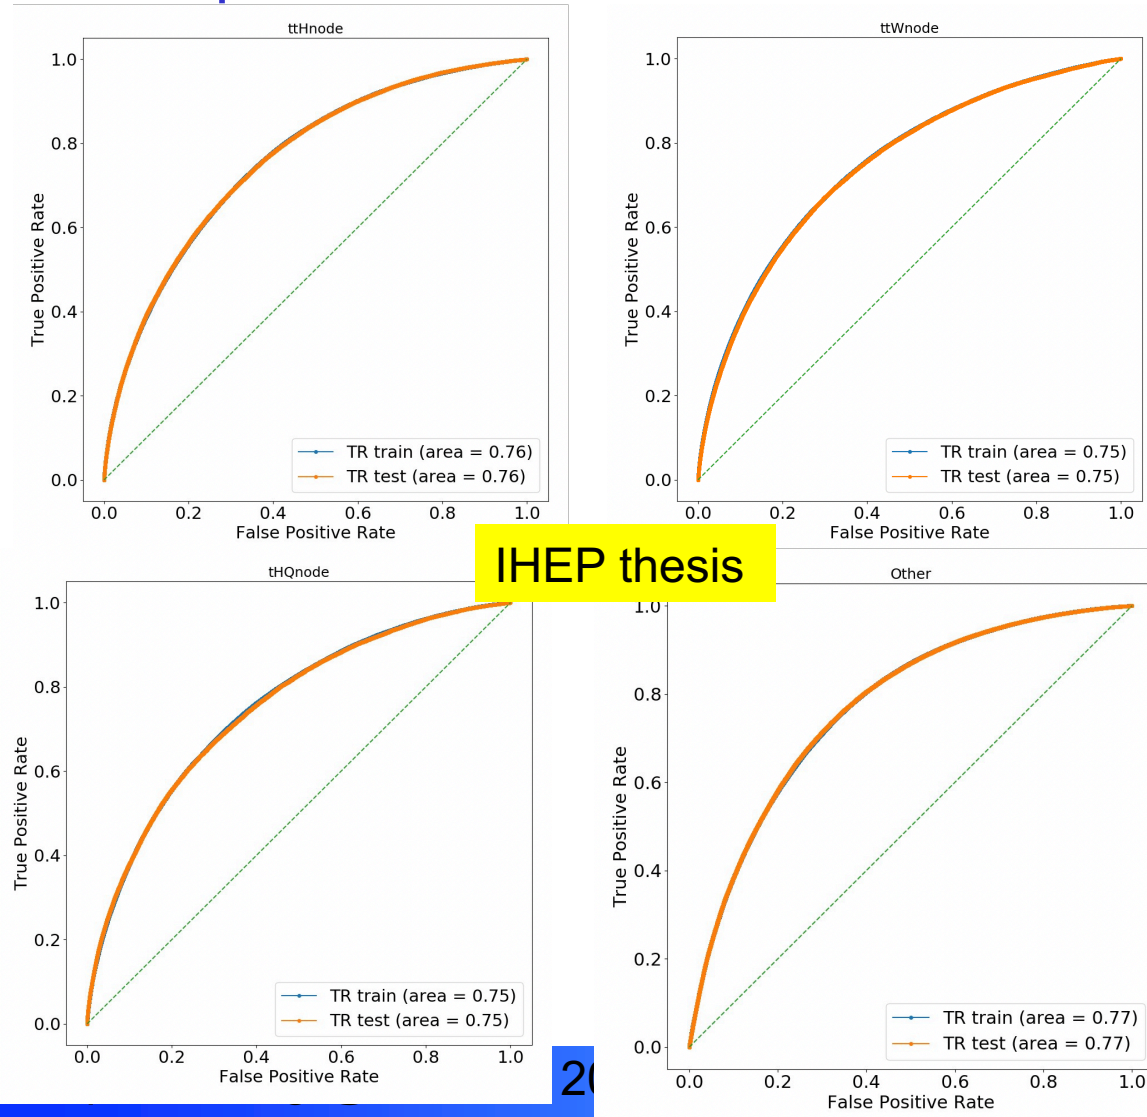 ttHnode
1.0
0.8
0.6
0.4
0.2
0.0
True Positive Rate
TR train (area = 0.76)
TR test (area = 0.76)
0.0 0.2 0.4 0.6 0.8 1.0
False Positive Rate
ttWnode
1.0
0.8
0.6
0.4
0.2
0.0
True Positive Rate
TR train (area = 0.75)
TR test (area = 0.75)
0.0 0.2 0.4 0.6 0.8 1.0
False Positive Rate
IHEP thesis
tHQnode
1.0
0.8
0.6
0.4
0.2
0.0
True Positive Rate
TR train (area = 0.75)
TR test (area = 0.75)
0.0 0.2 0.4 0.6 0.8 1.0
False Positive Rate
Other
1.0
0.8
0.6
0.4
0.2
0.0
True Positive Rate
TR train (area = 0.77)
TR test (area = 0.77)
0.0 0.2 0.4 0.6 0.8 1.0
False Positive Rate